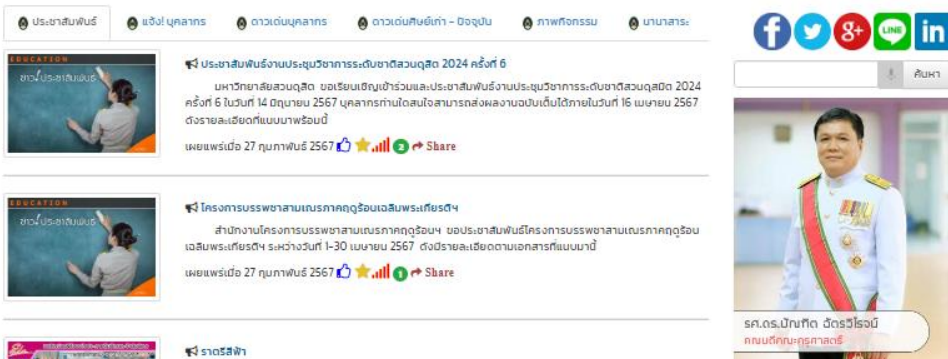 ประชาสัมพันธ์ แจ้ง! บุคลากร ดาวเด่นบุคลากร ดาวเด่นศิษย์เก่า - ปัจจุบัน ภาพกิจกรรม นานาสาระ
8+ LINE in
ค้นหา
EDUCATION
ข่าวประชาสัมพันธ์
ประชาสัมพันธ์งานประชุมวิชาการระดับชาติสวนดุสิต 2024 ครั้งที่ 6
มหาวิทยาลัยสวนดุสิต ขอเรียนเชิญเข้าร่วมและประชาสัมพันธ์งานประชุมวิชาการระดับชาติสวนดุสิต 2024
ครั้งที่ 6 ในวันที่ 14 มิถุนายน 2567 บุคลากรท่านใดสนใจสามารถส่งผลงานฉบับเต็มได้ภายในวันที่ 16 เมษายน 2567
ดังรายละเอียดที่แนบมาพร้อมนี้
เผยแพร่เมื่อ 27 กุมภาพันธ์ 2567 2 Share
EDUCATION
ข่าวประชาสัมพันธ์
โครงการบรรพชาสามเณรภาคฤดูร้อนเฉลิมพระเกียรติฯ
สำนักงานโครงการบรรพชาสามเณรภาคฤดูร้อนฯ ขอประชาสัมพันธ์โครงการบรรพชาสามเณรภาคฤดูร้อน
เฉลิมพระเกียรติฯ ระหว่างวันที่ 1-30 เมษายน 2567 ดังมีรายละเอียดตามเอกสารที่แนบมานี้
เผยแพร่เมื่อ 27 กุมภาพันธ์ 2567 1 Share
รศ.ดร.บัณฑิต ฉัตรวิโรจน์
คณบดีคณะครุศาสตร์
ราตรีสีฟ้า